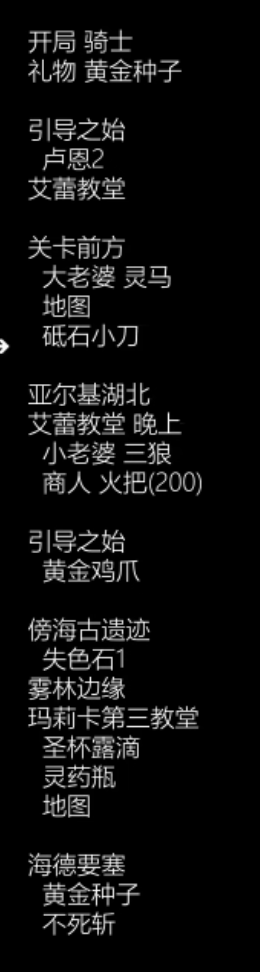 开局 骑士
礼物 黄金种子
引导之始
卢恩2
艾蕾教堂
关卡前方
大老婆 灵马
地图
砥石小刀
亚尔基湖北
艾蕾教堂 晚上
小老婆 三狼
商人 火把(200)
引导之始
黄金鸡爪
傍海古遗迹
失色石1
雾林边缘
玛莉卡第三教堂
圣杯露滴
灵药瓶
地图
海德要塞
黄金种子
不死斩